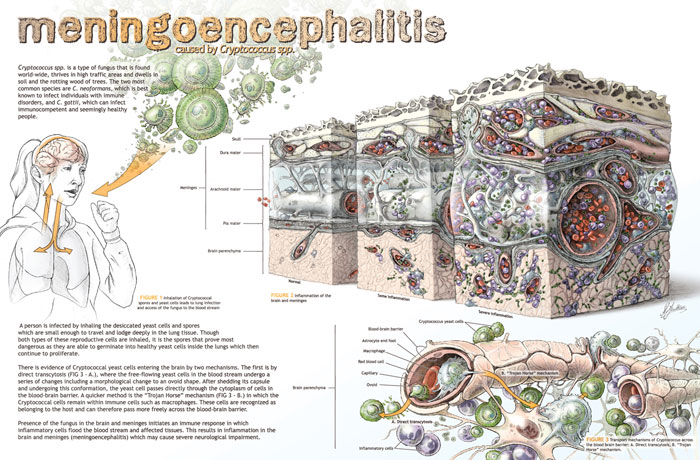 meningoencephalitis
caused by Cryptococcus spp.
Cryptococcus spp. is a type of fungus that is found
world-wide, thrives in high traffic areas and dwells in
soil and the rotting wood of trees. The two most
common species are C. neoformans, which is best
known to infect individuals with immune
disorders, and C. gattii, which can infect
immunocompetent and seemingly healthy
people.
Skull
Dura mater
Meninges
Arachnoid mater
Pia mater
Brain parenchyma
Normal
Some inflammation
Severe inflammation
FIGURE 1 Inhalation of Cryptococcal
spores and yeast cells leads to lung infection
and access of the fungus to the blood stream
FIGURE 2 Inflammation of the
brain and meninges
A person is infected by inhaling the desiccated yeast cells and spores
which are small enough to travel and lodge deeply in the lung tissue. Though
both types of these reproductive cells are inhaled, it is the spores that prove most
dangerous as they are able to germinate into healthy yeast cells inside the lungs which then
continue to proliferate.
There is evidence of Cryptococcal yeast cells entering the brain by two mechanisms. The first is by
direct transcytosis (FIG 3 - A.), where the free-flowing yeast cells in the blood stream undergo a
series of changes including a morphological change to an ovoid shape. After shedding its capsule
and undergoing this conformation, the yeast cell passes directly through the cytoplasm of cells in
the blood-brain barrier. A quicker method is the "Trojan Horse" mechanism (FIG 3 - B.) in which the
Cryptococcal cells remain within immune cells such as macrophages. These cells are recognized as
belonging to the host and can therefore pass more freely across the blood-brain barrier.
Presence of the fungus in the brain and meninges initiates an immune response in which
inflammatory cells flood the blood stream and affected tissues. This results in inflammation in the
brain and meninges (meningoencephalitis) which may cause severe neurological impairment.
Cryptococcus yeast cells
Blood-brain barrier
Astrocyte end foot
Macrophage
Red blood cell
Capillary
Ovoid
Brain parenchyma
Inflammatory cells
A. Direct transcytosis
B. "Trojan Horse" mechanism
FIGURE 3 Transport mechanisms of Cryptococcus across
the blood brain barrier: A. Direct transcytosis, B. "Trojan
Horse" mechanism.